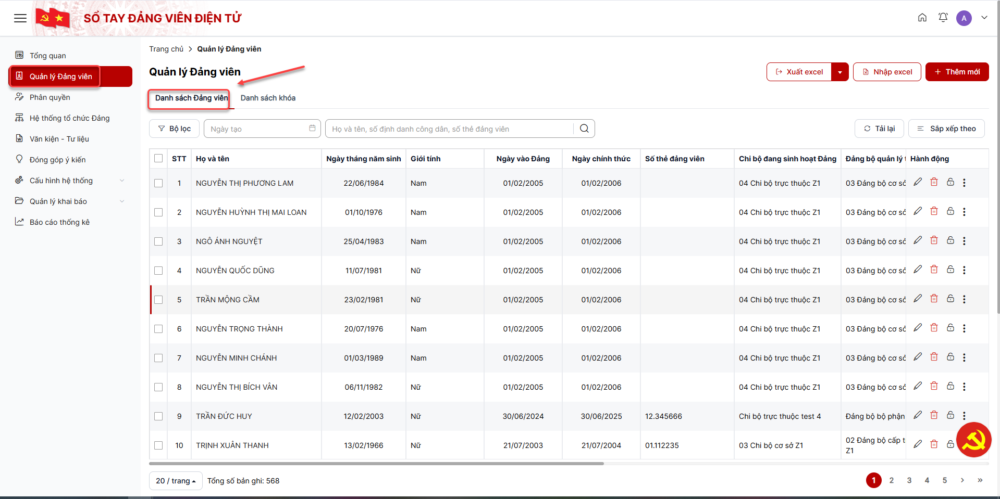 SỔ TAY ĐẢNG VIÊN ĐIỆN TỬ
A
Tổng quan
Quản lý Đảng viên
Phân quyền
Hệ thống tổ chức Đảng
Văn kiện - Tư liệu
Đóng góp ý kiến
Cấu hình hệ thống
Quản lý khai báo
Báo cáo thống kê
Trang chủ > Quản lý Đảng viên
Quản lý Đảng viên
Xuất excel Nhập excel + Thêm mới
Danh sách Đảng viên Danh sách khóa
Bộ lọc Ngày tạo Họ và tên, số định danh công dân, số thẻ đảng viên Tải lại Sắp xếp theo
STT Họ và tên Ngày tháng năm sinh Giới tính Ngày vào Đảng Ngày chính thức Số thẻ đảng viên Chi bộ đang sinh hoạt Đảng Đảng bộ quản lý Hành động
1 NGUYỄN THỊ PHƯƠNG LAM 22/06/1984 Nam 01/02/2005 01/02/2006 04 Chi bộ trực thuộc Z1 03 Đảng bộ cơ sở
2 NGUYỄN HUỲNH THỊ MAI LOAN 01/10/1976 Nam 01/02/2005 01/02/2006 04 Chi bộ trực thuộc Z1 03 Đảng bộ cơ sở
3 NGÔ ÁNH NGUYỆT 25/04/1983 Nam 01/02/2005 01/02/2006 04 Chi bộ trực thuộc Z1 03 Đảng bộ cơ sở
4 NGUYỄN QUỐC DŨNG 11/07/1981 Nữ 01/02/2005 01/02/2006 04 Chi bộ trực thuộc Z1 03 Đảng bộ cơ sở
5 TRẦN MỘNG CẦM 23/02/1981 Nữ 01/02/2005 01/02/2006 04 Chi bộ trực thuộc Z1 03 Đảng bộ cơ sở
6 NGUYỄN TRỌNG THÀNH 20/07/1976 Nam 01/02/2005 01/02/2006 04 Chi bộ trực thuộc Z1 03 Đảng bộ cơ sở
7 NGUYỄN MINH CHÁNH 01/03/1989 Nam 01/02/2005 01/02/2006 04 Chi bộ trực thuộc Z1 03 Đảng bộ cơ sở
8 NGUYỄN THỊ BÍCH VÂN 06/11/1982 Nữ 01/02/2005 01/02/2006 04 Chi bộ trực thuộc Z1 03 Đảng bộ cơ sở
9 TRẦN ĐỨC HUY 12/02/2003 Nữ 30/06/2024 30/06/2025 12.345666 Chi bộ trực thuộc test 4 Đảng bộ bộ phận
10 TRỊNH XUÂN THANH 13/02/1966 Nữ 21/07/2003 21/07/2004 01.112235 03 Chi bộ cơ sở Z1 02 Đảng bộ cấp t
Z1
20 / trang Tổng số bản ghi: 568 1 2 3 4 5 > »